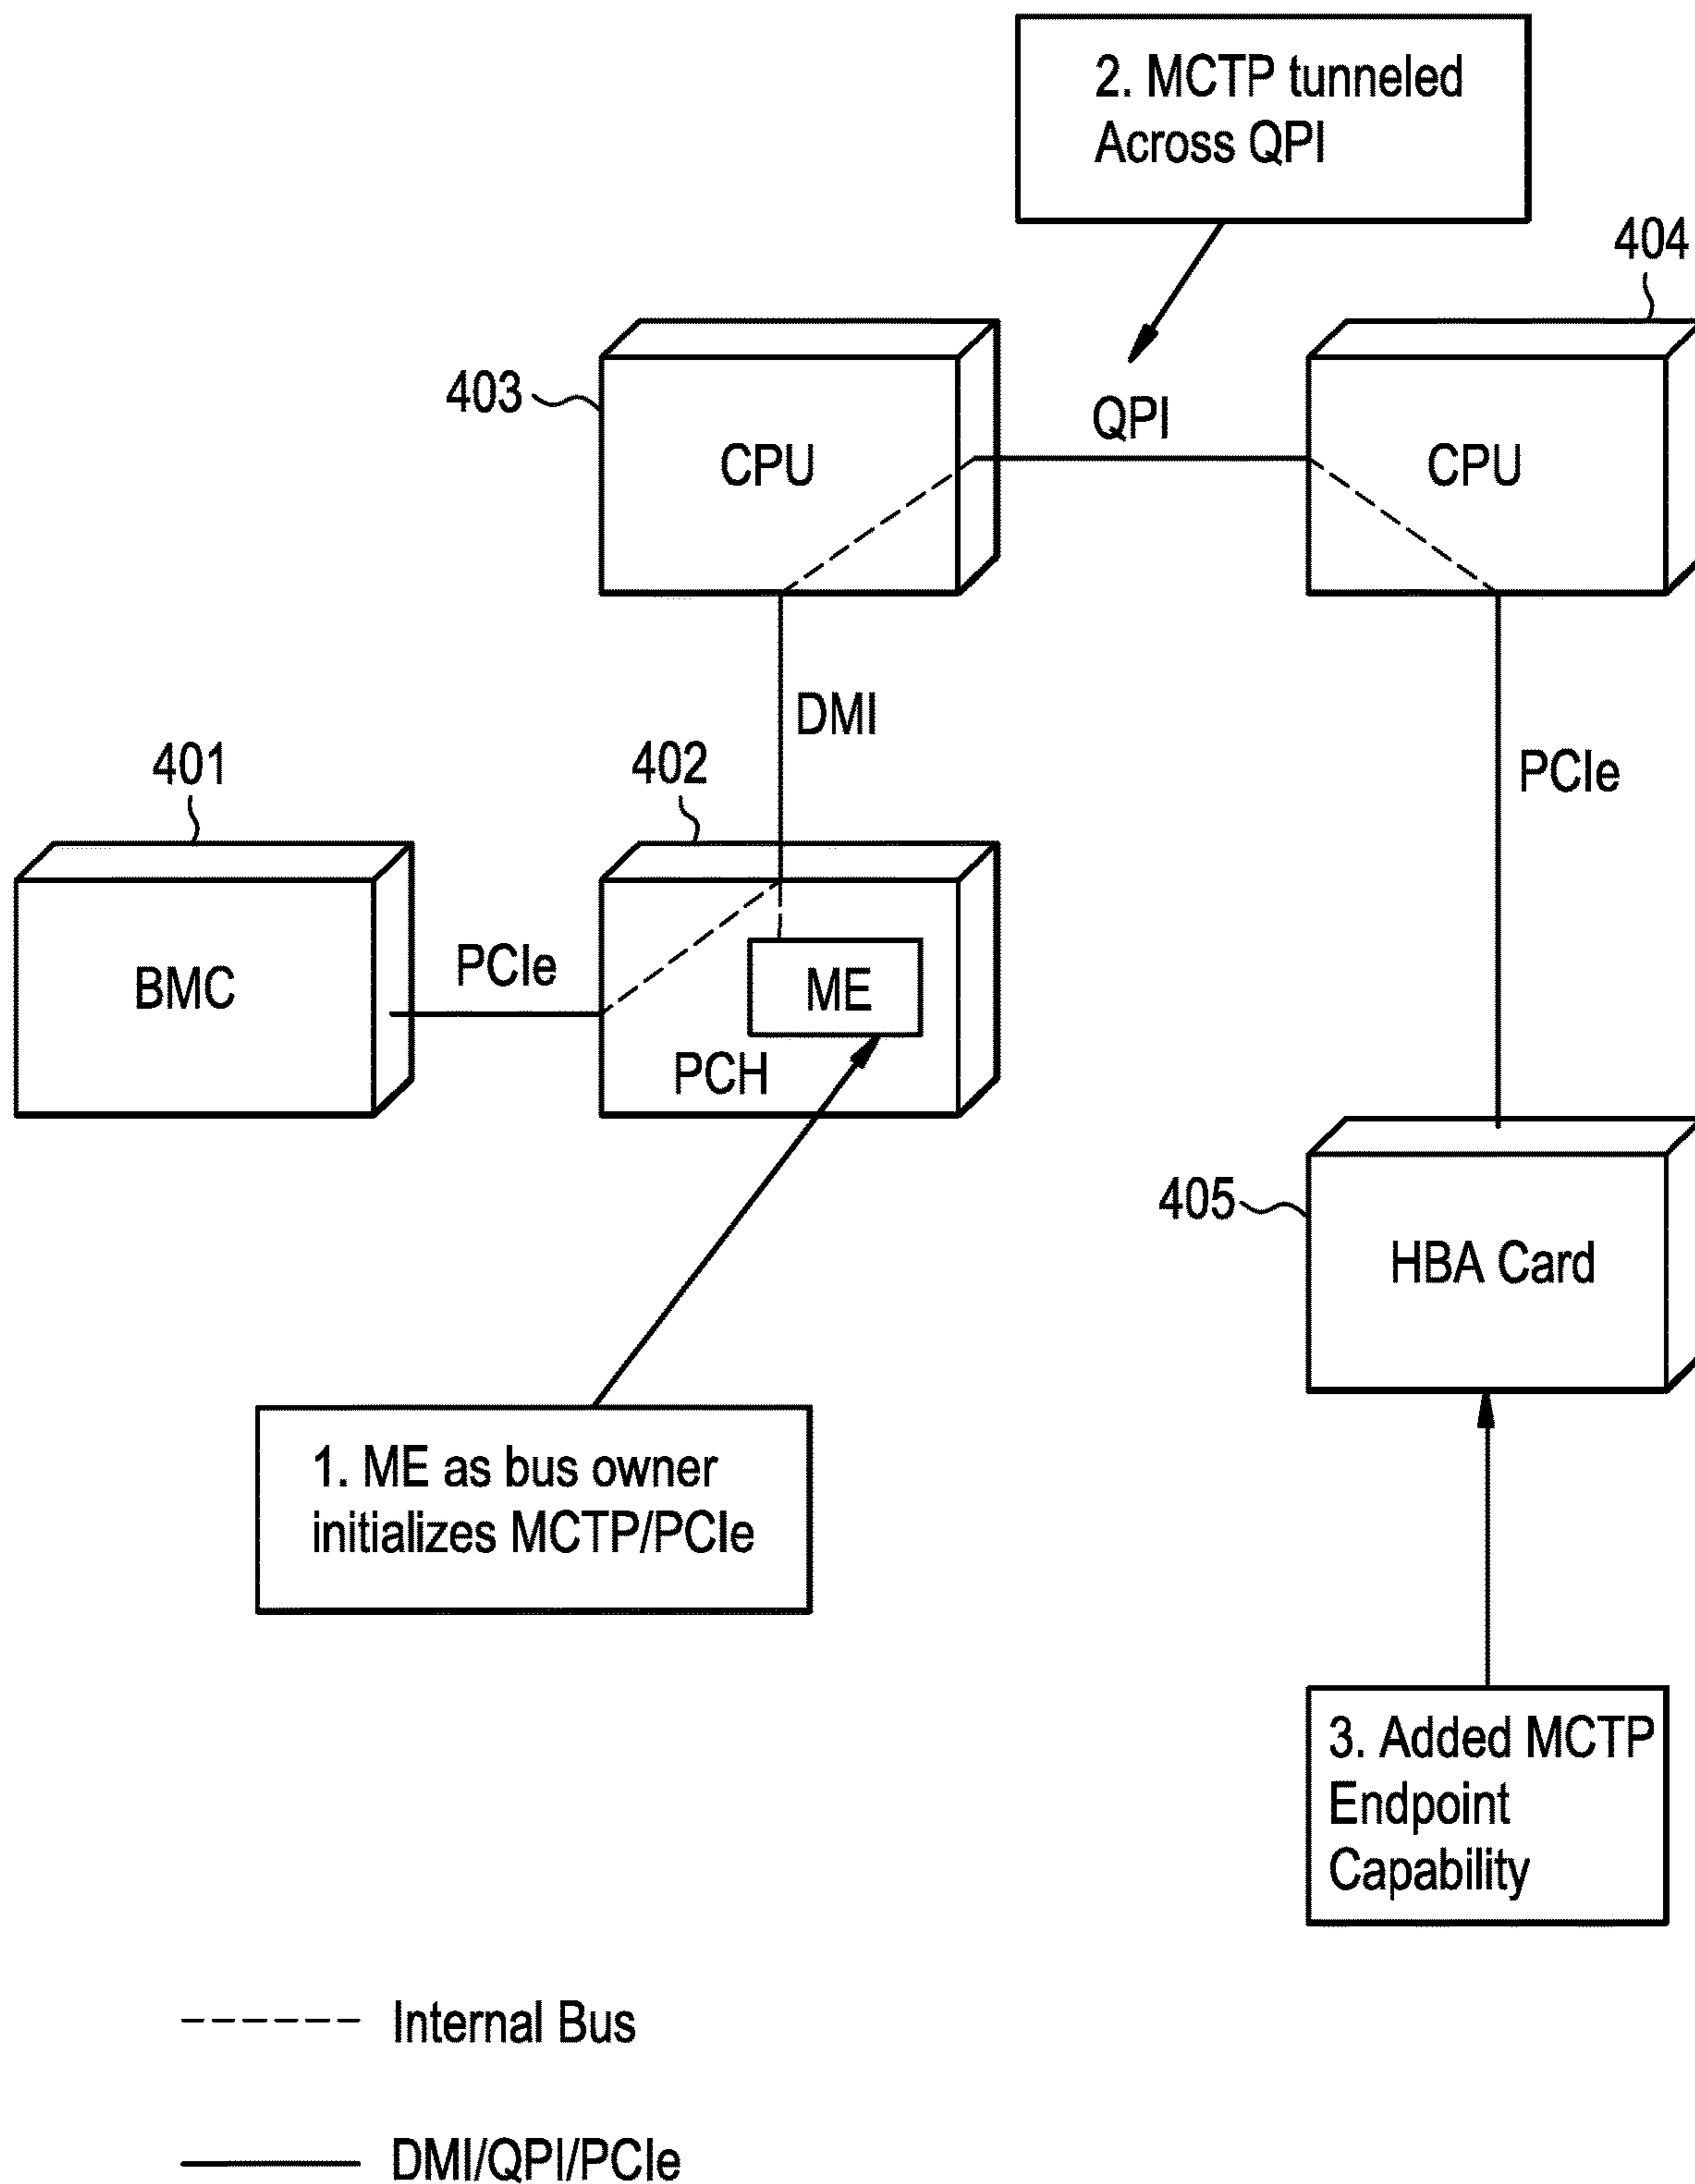 2. MCTP tunneled
Across QPI
404
403
CPU
QPI
CPU
DMI
401
402
PCIe
BMC
PCIe
ME
PCH
405
HBA Card
1. ME as bus owner
initializes MCTP/PCIe
3. Added MCTP
Endpoint
Capability
Internal Bus
DMI/QPI/PCIe